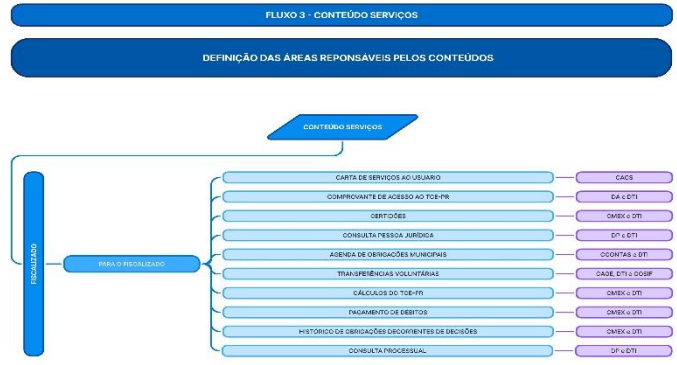 FLUXO 3 - CONTEÚDO SERVIÇOS
DEFINIÇÃO DAS ÁREAS REPONSÁVEIS PELOS CONTEÚDOS
CONTEÚDO SERVIÇOS
FISCALIZADO
PARA O FISCALIZADO
CARTA DE SERVIÇOS AO USUARIO
CACS
COMPROVANTE DE ACESSO AO TCE-PR
DA e DTI
CERTIDÕES
CMEX e DTI
CONSULTA PESSOA JURÍDICA
DP e DTI
AGENDA DE OBRIGAÇÕES MUNICIPAIS
CCONTAS e DTI
TRANSFERÊNCIAS VOLUNTÁRIAS
CAGE, DTI e COSIF
CÁLCULOS DO TCE-PR
CMEX e DTI
PAGAMENTO DE DÉBITOS
CMEX e DTI
HISTÓRICO DE OBRIGAÇÕES DECORRENTES DE DECISÕES
CMEX e DTI
CONSULTA PROCESSUAL
DP e DTI